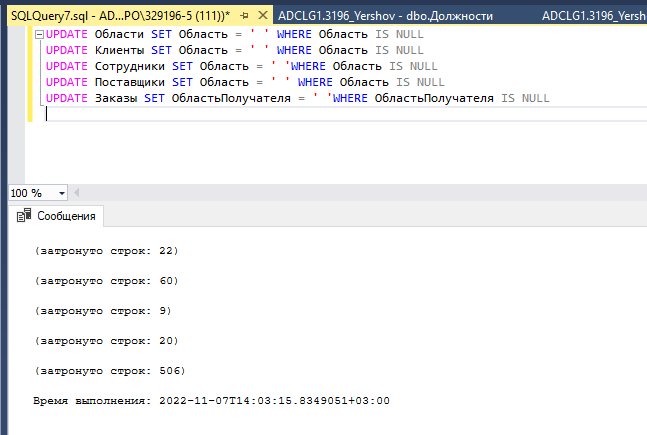 SQLQuery7.sql - AD...PO\329196-5 (111))* ADCLG1.3196_Yershov - dbo.Должности ADCLG1.3196_Yersh
UPDATE Области SET Область = ' ' WHERE Область IS NULL
UPDATE Клиенты SET Область = ' ' WHERE Область IS NULL
UPDATE Сотрудники SET Область = ' 'WHERE Область IS NULL
UPDATE Поставщики SET Область = ' ' WHERE Область IS NULL
UPDATE Заказы SET ОбластьПолучателя = ' 'WHERE ОбластьПолучателя IS NULL
100 %
Сообщения
(затронуто строк: 22)
(затронуто строк: 60)
(затронуто строк: 9)
(затронуто строк: 20)
(затронуто строк: 506)
Время выполнения: 2022-11-07T14:03:15.8349051+03:00